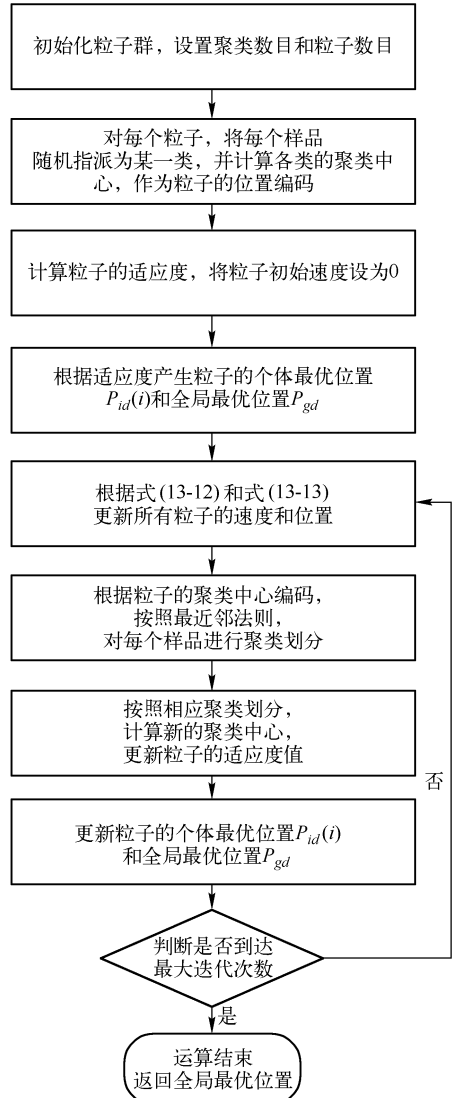 初始化粒子群，设置聚类数目和粒子数目
对每个粒子，将每个样品
随机指派为某一类，并计算各类的聚类中
心，作为粒子的位置编码
计算粒子的适应度，将粒子初始速度设为0
根据适应度产生粒子的个体最优位置
Pid(i)和全局最优位置Pgd
根据式(13-12)和式(13-13)
更新所有粒子的速度和位置
根据粒子的聚类中心编码，
按照最近邻法则，
对每个样品进行聚类划分
按照相应聚类划分，
计算新的聚类中心，
更新粒子的适应度值
否
更新粒子的个体最优位置Pid(i)
和全局最优位置Pgd
判断是否到达
最大迭代次数
是
运算结束
返回全局最优位置